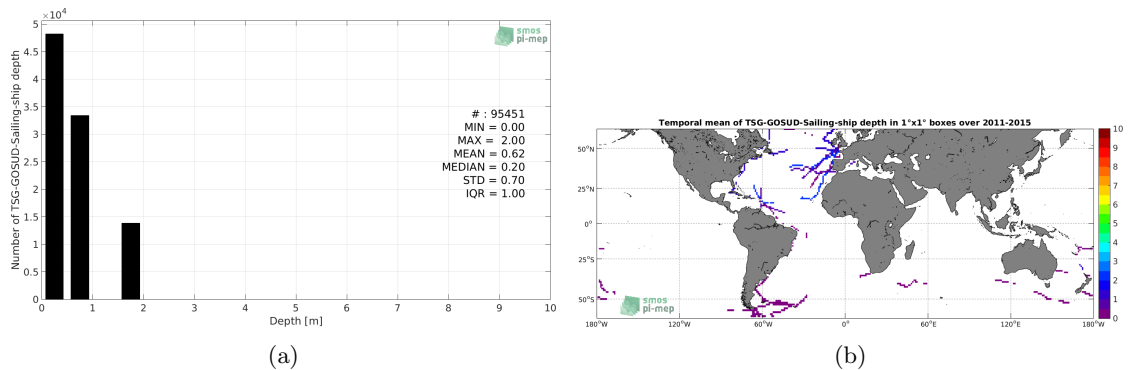 ×10⁴
5
4.5
4
3.5
3
2.5
2
1.5
1
0.5
0
Number of TSG-GOSUD-Sailing-ship depth
smos
pi-mep
# : 95451
MIN = 0.00
MAX = 2.00
MEAN = 0.62
MEDIAN = 0.20
STD = 0.70
IQR = 1.00
0 1 2 3 4 5 6 7 8 9 10
Depth [m]
(a)
Temporal mean of TSG-GOSUD-Sailing-ship depth in 1°x1° boxes over 2011-2015
50°N
25°N
0°
25°S
50°S
smos
pi-mep
180°W 120°W 60°W 0° 60°E 120°E 180°W
10
9
8
7
6
5
4
3
2
1
0
(b)